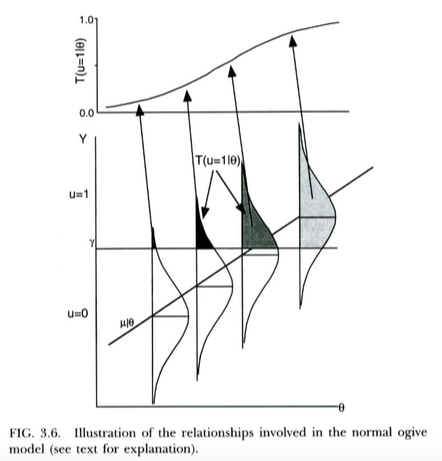 1.0
T(u=1|θ)
0.0
Y
T(u=1|θ)
u=1
γ
u=0
μ|θ
θ
FIG. 3.6. Illustration of the relationships involved in the normal ogive
model (see text for explanation).